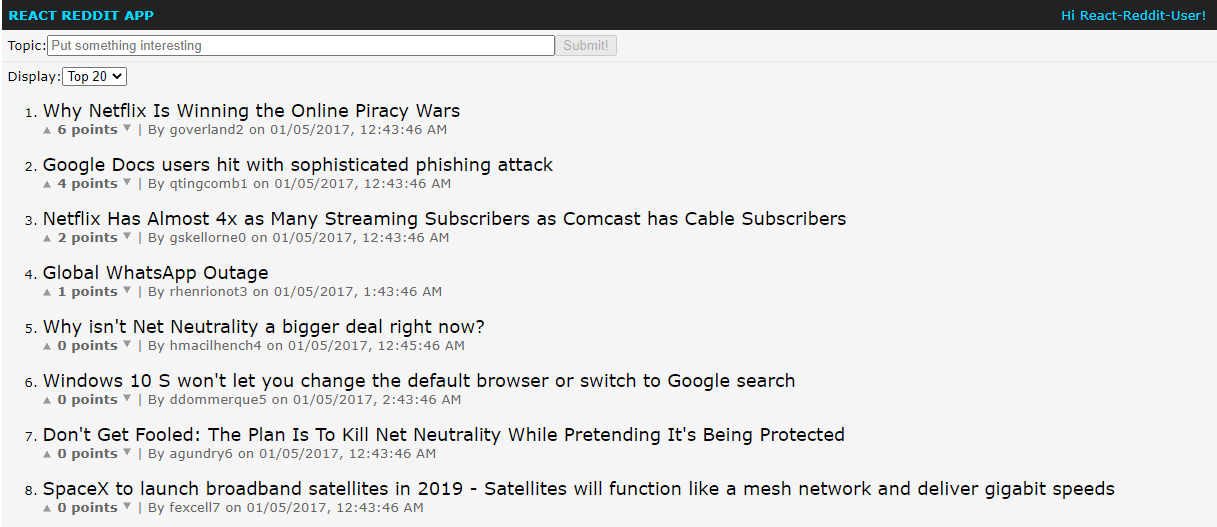 REACT REDDIT APP Hi React-Reddit-User!
Topic: Put something interesting Submit!
Display: Top 20
1. Why Netflix Is Winning the Online Piracy Wars
▲ 6 points ▼ | By goverland2 on 01/05/2017, 12:43:46 AM
2. Google Docs users hit with sophisticated phishing attack
▲ 4 points ▼ | By qtingcomb1 on 01/05/2017, 12:43:46 AM
3. Netflix Has Almost 4x as Many Streaming Subscribers as Comcast has Cable Subscribers
▲ 2 points ▼ | By gskellorne0 on 01/05/2017, 12:43:46 AM
4. Global WhatsApp Outage
▲ 1 points ▼ | By rhenrionot3 on 01/05/2017, 1:43:46 AM
5. Why isn't Net Neutrality a bigger deal right now?
▲ 0 points ▼ | By hmacilhench4 on 01/05/2017, 12:45:46 AM
6. Windows 10 S won't let you change the default browser or switch to Google search
▲ 0 points ▼ | By ddommerque5 on 01/05/2017, 2:43:46 AM
7. Don't Get Fooled: The Plan Is To Kill Net Neutrality While Pretending It's Being Protected
▲ 0 points ▼ | By agundry6 on 01/05/2017, 12:43:46 AM
8. SpaceX to launch broadband satellites in 2019 - Satellites will function like a mesh network and deliver gigabit speeds
▲ 0 points ▼ | By fexcell7 on 01/05/2017, 12:43:46 AM